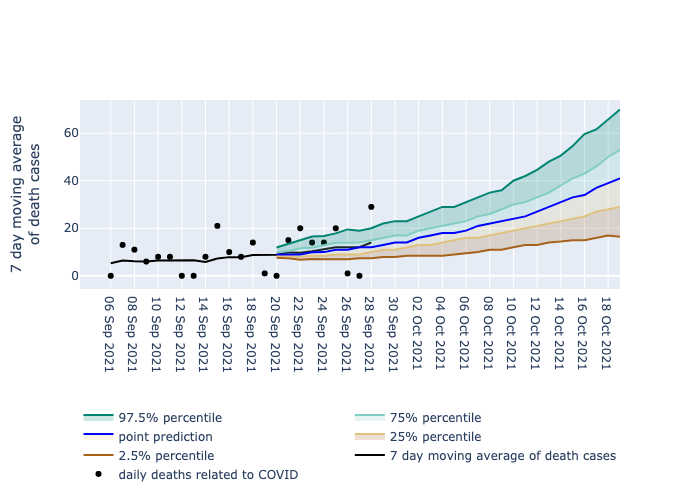 7 day moving average
of death cases
60
40
20
0
06 Sep 2021
08 Sep 2021
10 Sep 2021
12 Sep 2021
14 Sep 2021
16 Sep 2021
18 Sep 2021
20 Sep 2021
22 Sep 2021
24 Sep 2021
26 Sep 2021
28 Sep 2021
30 Sep 2021
02 Oct 2021
04 Oct 2021
06 Oct 2021
08 Oct 2021
10 Oct 2021
12 Oct 2021
14 Oct 2021
16 Oct 2021
18 Oct 2021
97.5% percentile
75% percentile
point prediction
25% percentile
2.5% percentile
7 day moving average of death cases
daily deaths related to COVID